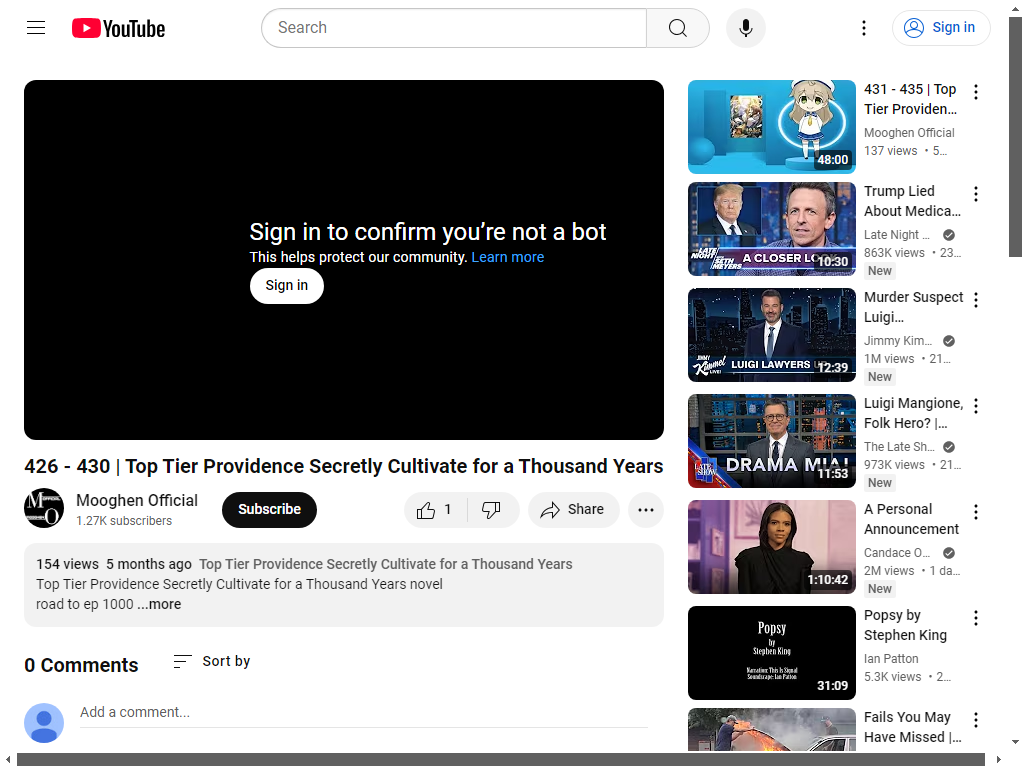 YouTube
Search
Sign in
Sign in to confirm you’re not a bot
This helps protect our community. Learn more
Sign in
426 - 430 | Top Tier Providence Secretly Cultivate for a Thousand Years
Mooghen Official
1.27K subscribers
Subscribe
1
Share
154 views 5 months ago Top Tier Providence Secretly Cultivate for a Thousand Years
Top Tier Providence Secretly Cultivate for a Thousand Years novel
road to ep 1000 ...more
0 Comments
Sort by
Add a comment...
48:00
431 - 435 | Top
Tier Providen...
Mooghen Official
137 views • 5...
LATE NIGHT WITH SETH MEYERS
A CLOSER
10:30
Trump Lied
About Medica...
Late Night ...
863K views • 23...
New
JIMMY Kimmel LIVE!
LUIGI LAWYERS
12:39
Murder Suspect
Luigi...
Jimmy Kim...
1M views • 21...
New
LATE SHOW
DRAMA MIA!
11:53
Luigi Mangione,
Folk Hero? |...
The Late Sh...
973K views • 21...
New
1:10:42
A Personal
Announcement
Candace O...
2M views • 1 da...
New
Popsy
by
Stephen King
Narration: This Is Signal
Soundscape: Ian Patton
31:09
Popsy by
Stephen King
Ian Patton
5.3K views • 2...
Fails You May
Have Missed |...